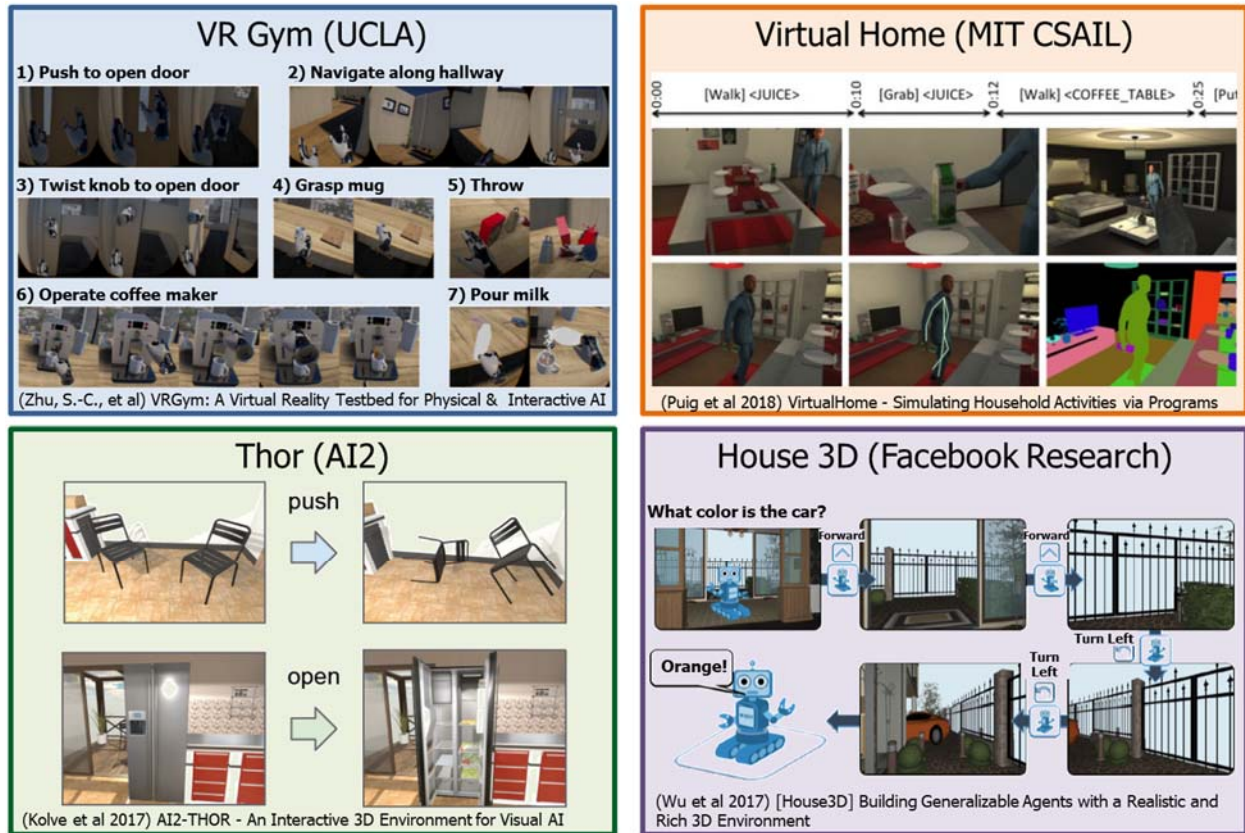 VR Gym (UCLA)
1) Push to open door
2) Navigate along hallway
3) Twist knob to open door
4) Grasp mug
5) Throw
6) Operate coffee maker
7) Pour milk
(Zhu, S.-C., et al) VRGym: A Virtual Reality Testbed for Physical & Interactive AI
Virtual Home (MIT CSAIL)
0:00 [Walk] <JUICE> 0:10 [Grab] <JUICE> 0:12 [Walk] <COFFEE_TABLE> 0:25 [Put
(Puig et al 2018) VirtualHome - Simulating Household Activities via Programs
Thor (AI2)
push
open
(Kolve et al 2017) AI2-THOR - An Interactive 3D Environment for Visual AI
House 3D (Facebook Research)
What color is the car?
Forward
Forward
Turn Left
Turn
Left
Orange!
(Wu et al 2017) [House3D] Building Generalizable Agents with a Realistic and
Rich 3D Environment